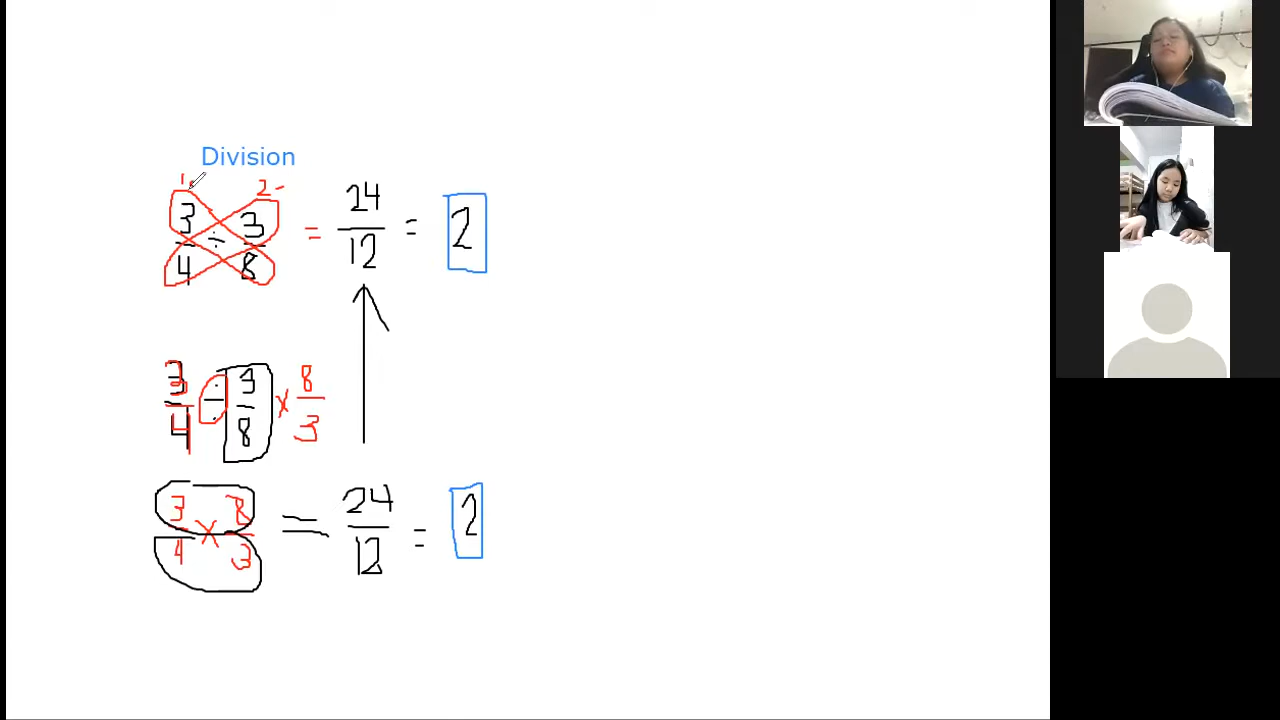 Division
1. 2-
3/4 ÷ 3/8 = 24/12 = 2
3/4 ÷ 3/8 × 8/3
3/4 × 8/3 = 24/12 = 2